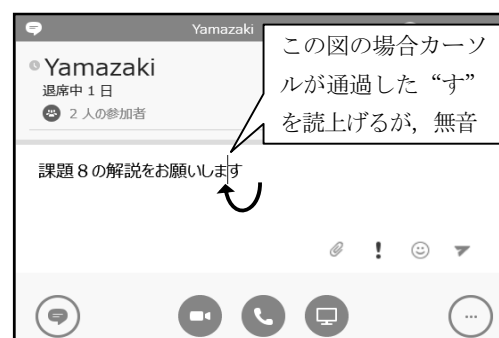 Yamazaki
この図の場合カーソ
ルが通過した“す”
を読上げるが，無音
Yamazaki
退席中 1 日
2 人の参加者
課題８の解説をお願いします